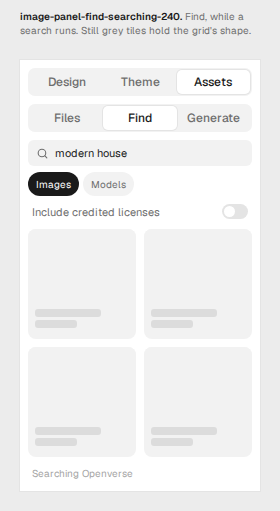 image-panel-find-searching-240. Find, while a
search runs. Still grey tiles hold the grid's shape.
Design Theme Assets
Files Find Generate
modern house
Images Models
Include credited licenses
Searching Openverse